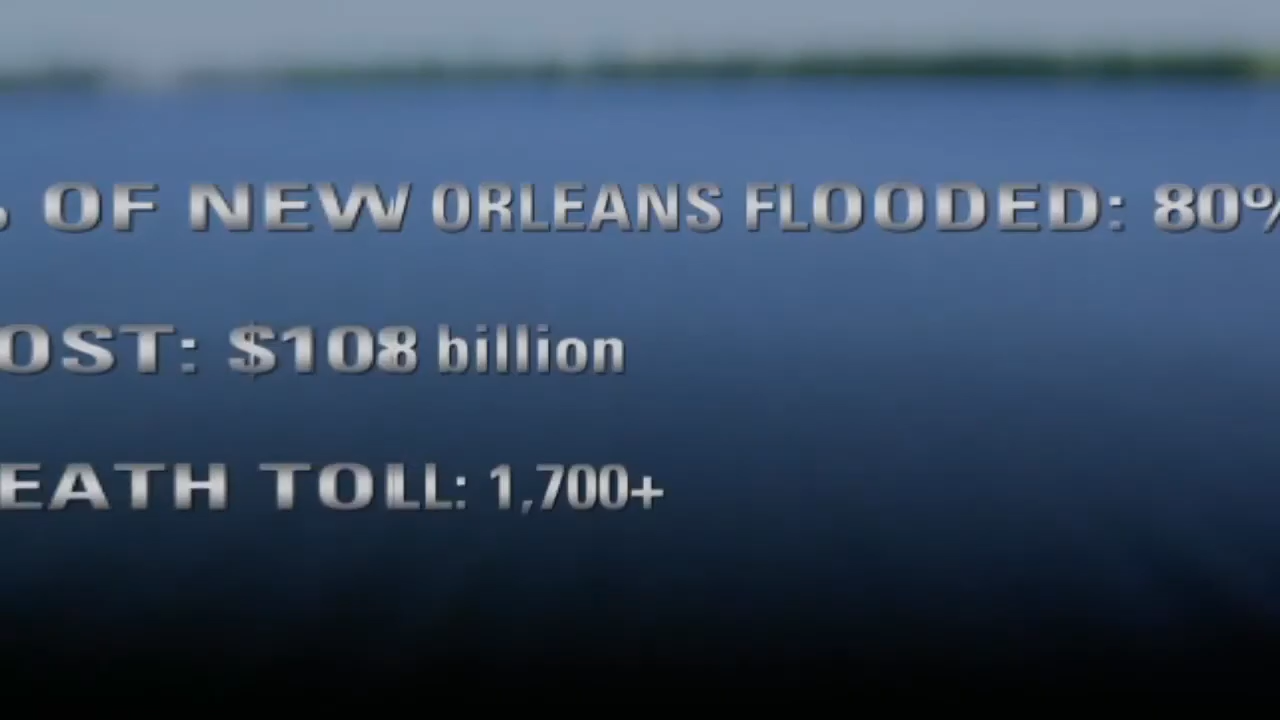 % OF NEW ORLEANS FLOODED: 80%
OST: $108 billion
EATH TOLL: 1,700+